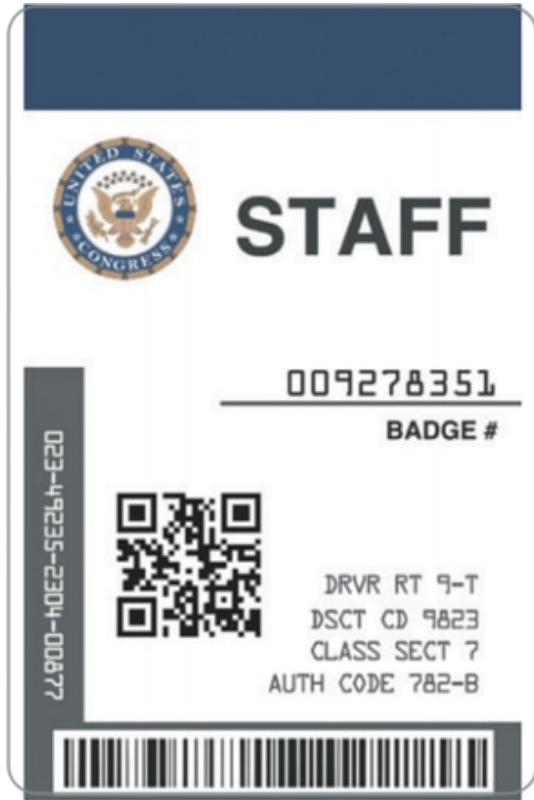 UNITED STATES
CONGRESS
STAFF
009278351
BADGE #
023-49235-2304-00877
DRVR RT 9-T
DSCT CD 9823
CLASS SECT 7
AUTH CODE 782-B